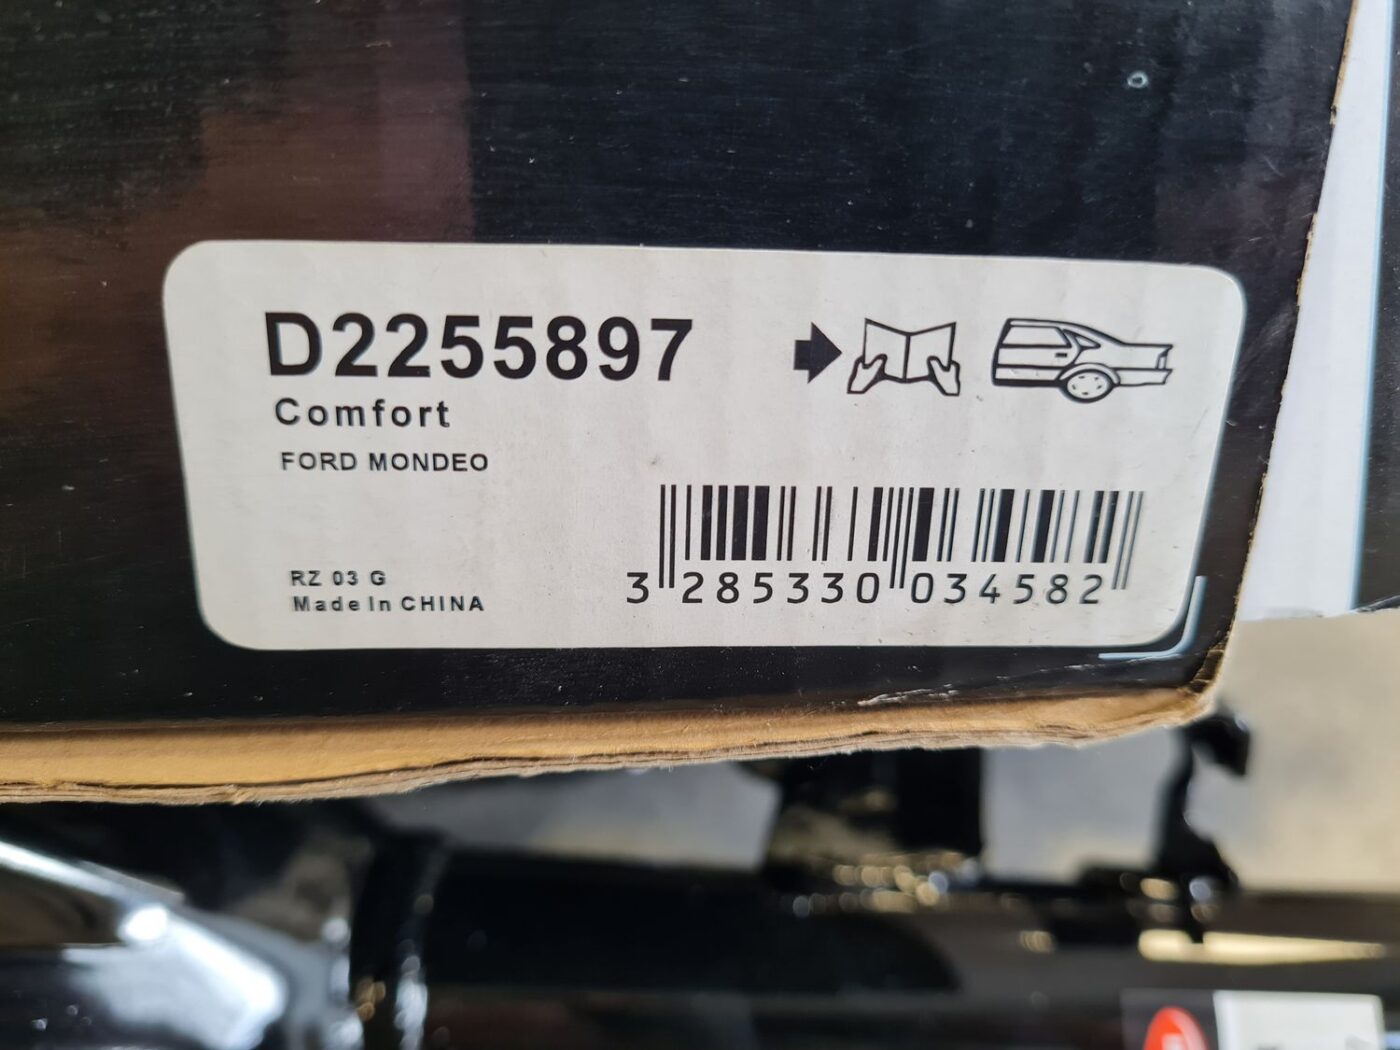 D2255897
Comfort
FORD MONDEO
RZ 03 G
Made In CHINA
3 285330 034582